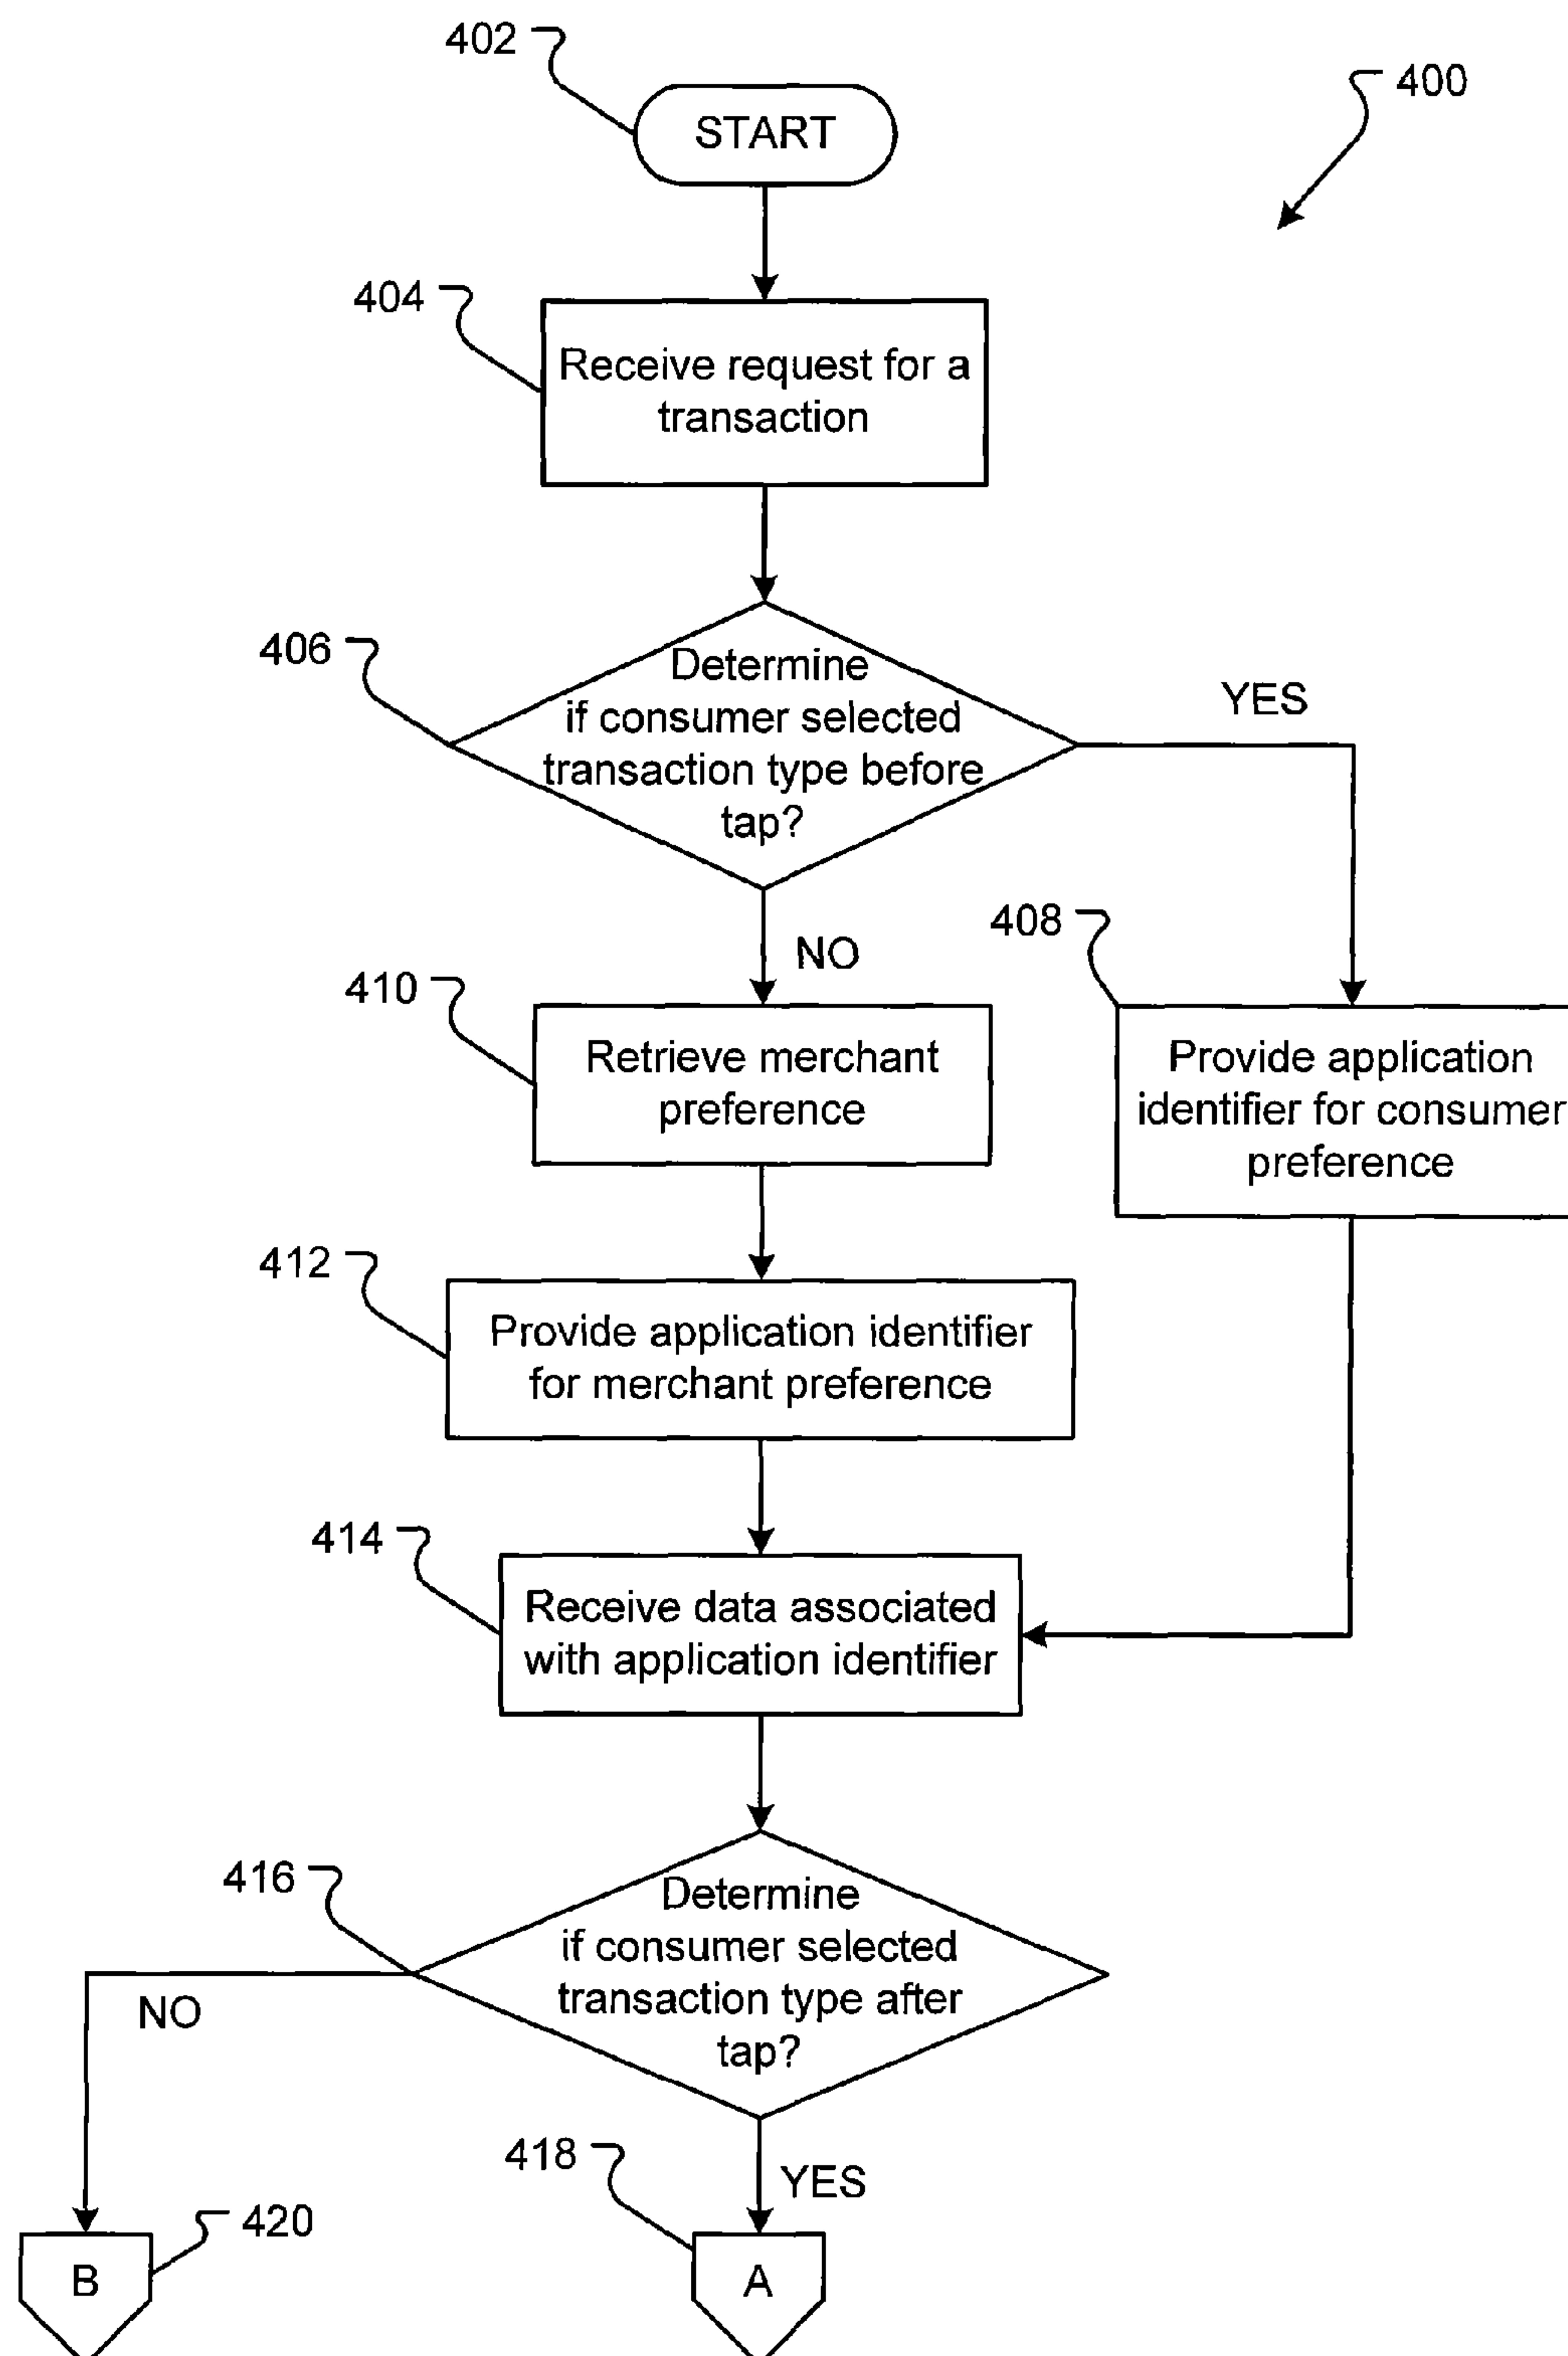 402
START
400
404
Receive request for a
transaction
406
Determine
if consumer selected
transaction type before
tap?
YES
NO
408
410
Retrieve merchant
preference
Provide application
identifier for consumer
preference
412
Provide application identifier
for merchant preference
414
Receive data associated
with application identifier
416
Determine
if consumer selected
transaction type after
tap?
NO
418
YES
420
B
A